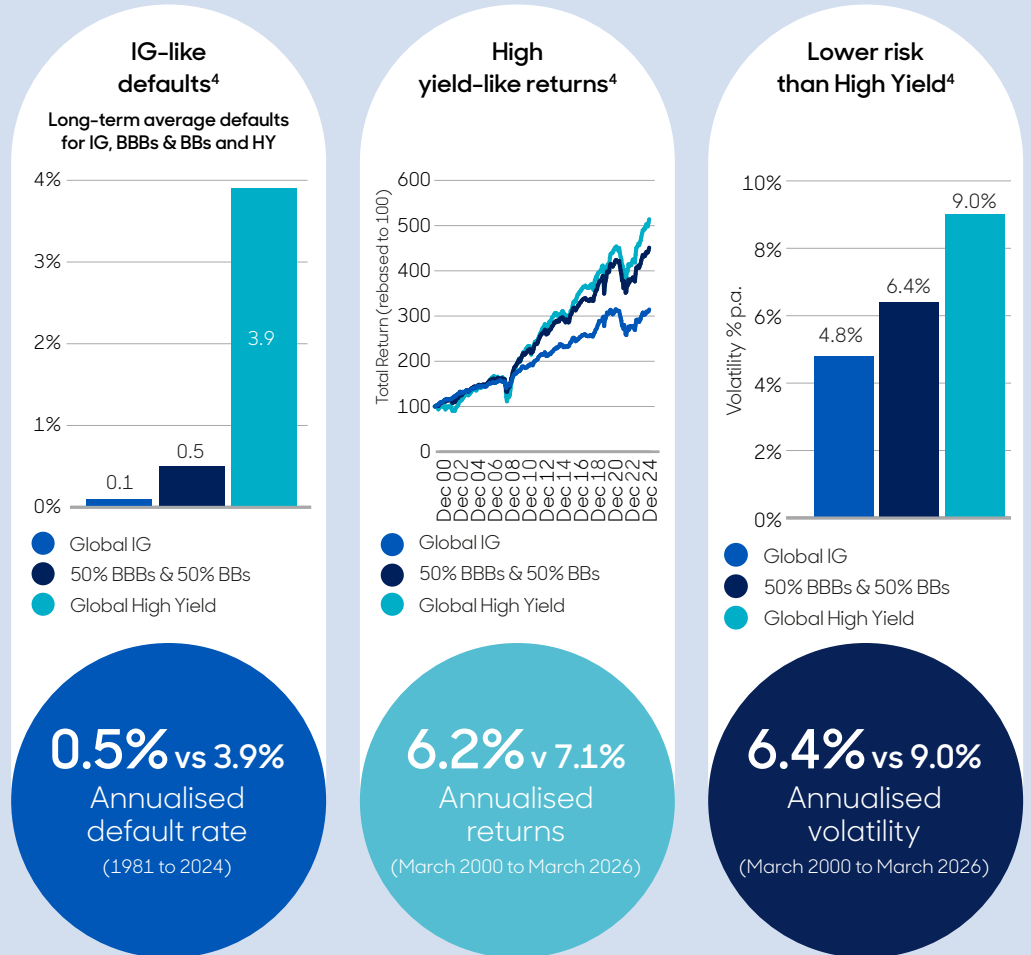 IG-like
defaults⁴
Long-term average defaults
for IG, BBBs & BBs and HY
4%
3%
2%
1%
0%
0.1
0.5
3.9
Global IG
50% BBBs & 50% BBs
Global High Yield
0.5% vs 3.9%
Annualised
default rate
(1981 to 2024)
High
yield-like returns⁴
Total Return (rebased to 100)
600
500
400
300
200
100
0
Dec 00
Dec 02
Dec 04
Dec 06
Dec 08
Dec 10
Dec 12
Dec 14
Dec 16
Dec 18
Dec 20
Dec 22
Dec 24
Global IG
50% BBBs & 50% BBs
Global High Yield
6.2% v 7.1%
Annualised
returns
(March 2000 to March 2026)
Lower risk
than High Yield⁴
Volatility % p.a.
10%
8%
6%
4%
2%
0%
4.8%
6.4%
9.0%
Global IG
50% BBBs & 50% BBs
Global High Yield
6.4% vs 9.0%
Annualised
volatility
(March 2000 to March 2026)